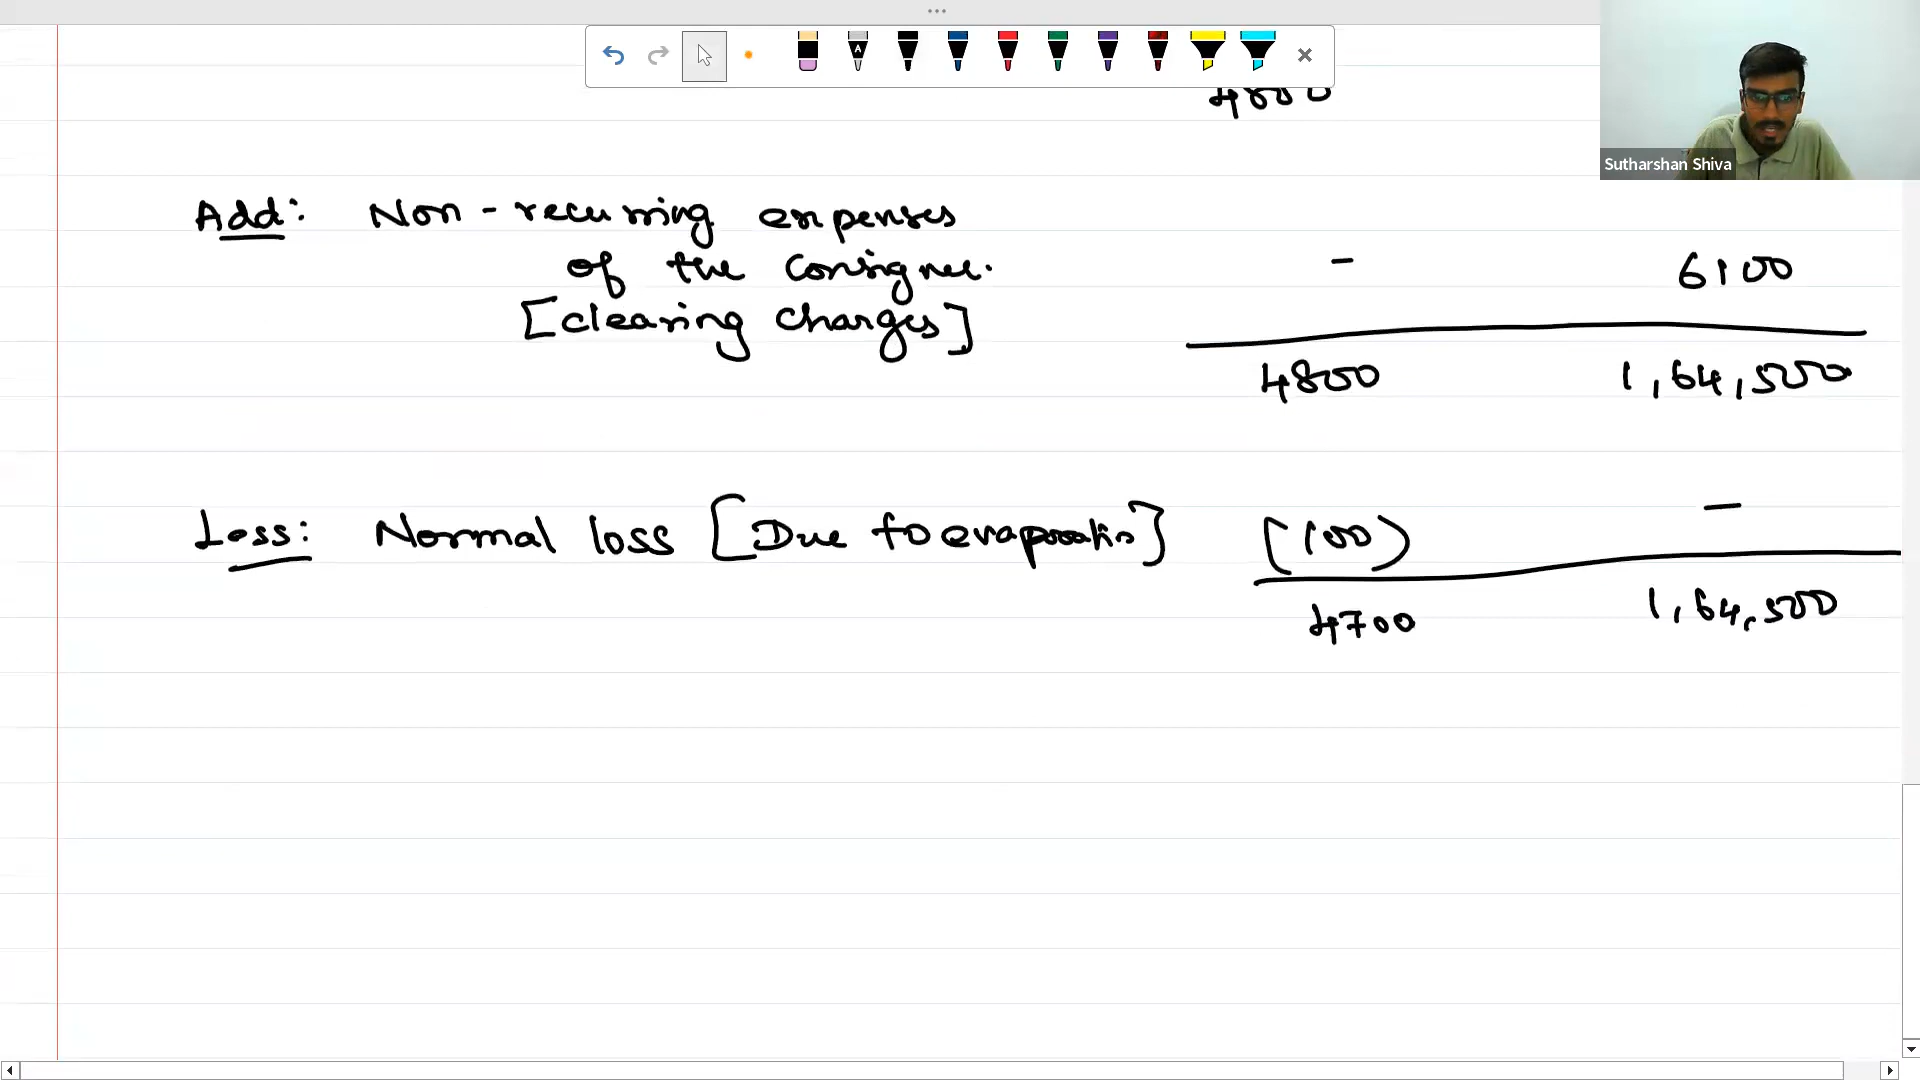 4800
Sutharshan Shiva
Add: Non-recurring expenses
of the consignee.
- 6100
[clearing charges]
4800 1,64,500
Less: Normal loss [Due to evaporation] (100) -
4700 1,64,500